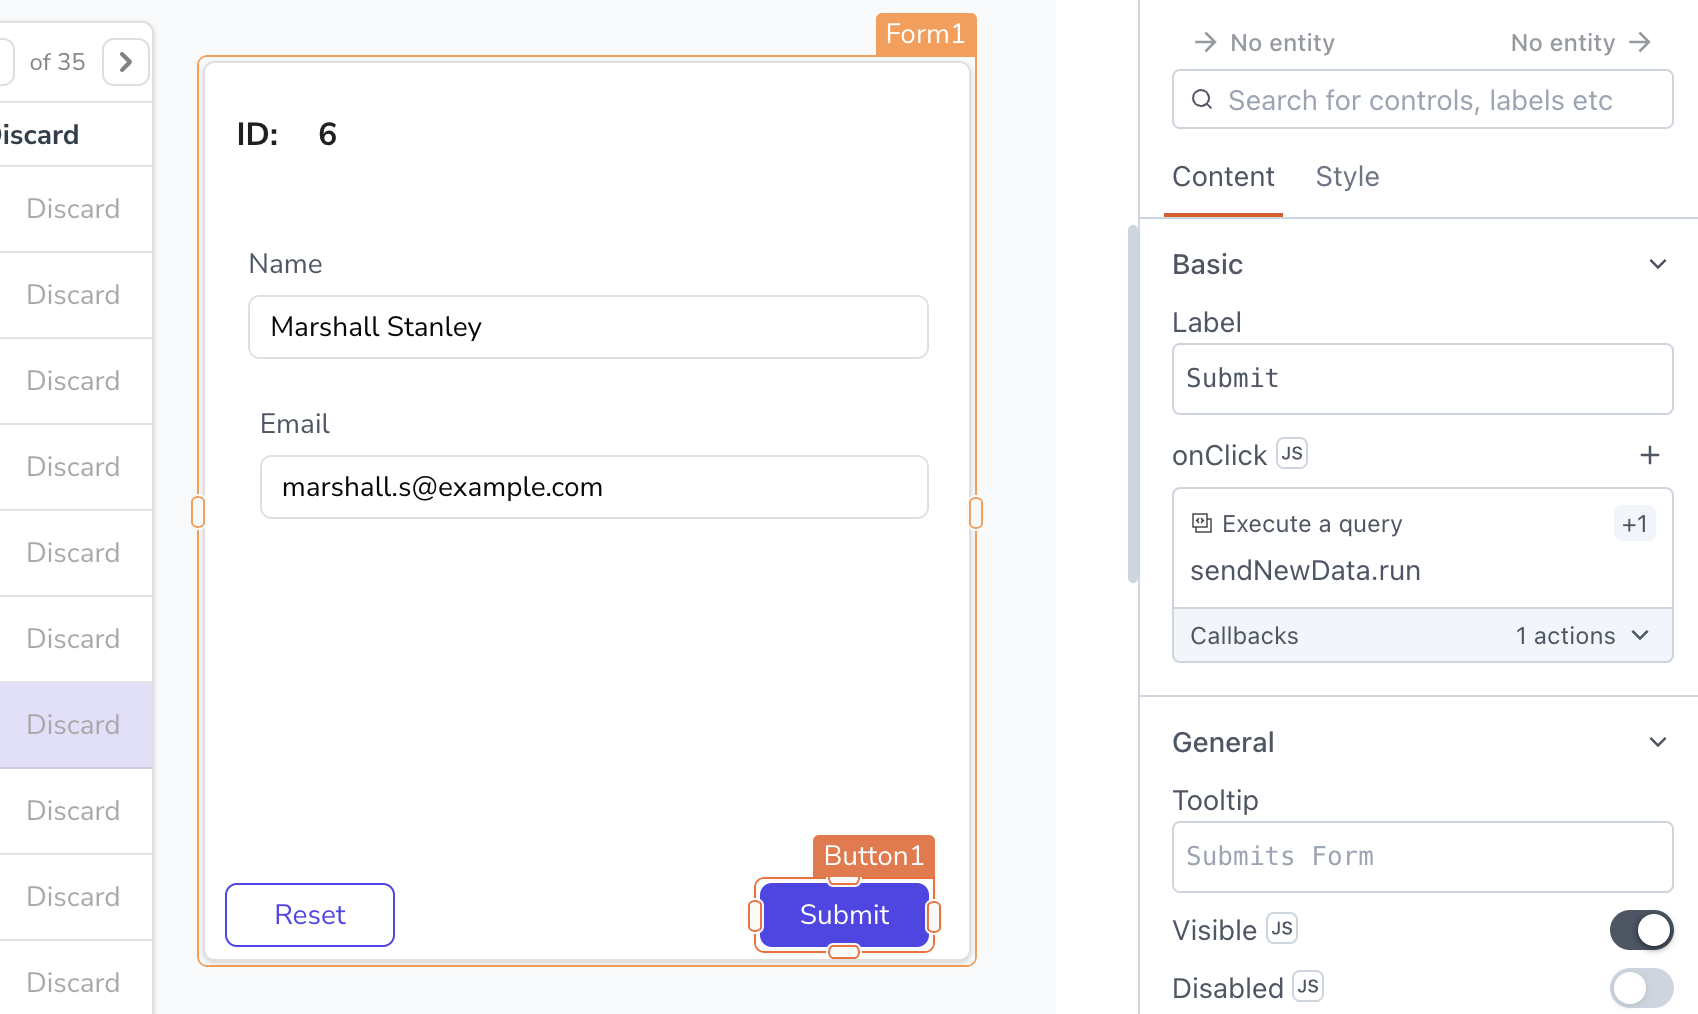 of 35
Discard
Discard
Discard
Discard
Discard
Discard
Discard
Discard
Discard
Discard
Discard
Form1
ID: 6
Name
Marshall Stanley
Email
marshall.s@example.com
Button1
Reset
Submit
No entity
No entity
Search for controls, labels etc
Content Style
Basic
Label
Submit
onClick JS
Execute a query +1
sendNewData.run
Callbacks 1 actions
General
Tooltip
Submits Form
Visible JS
Disabled JS